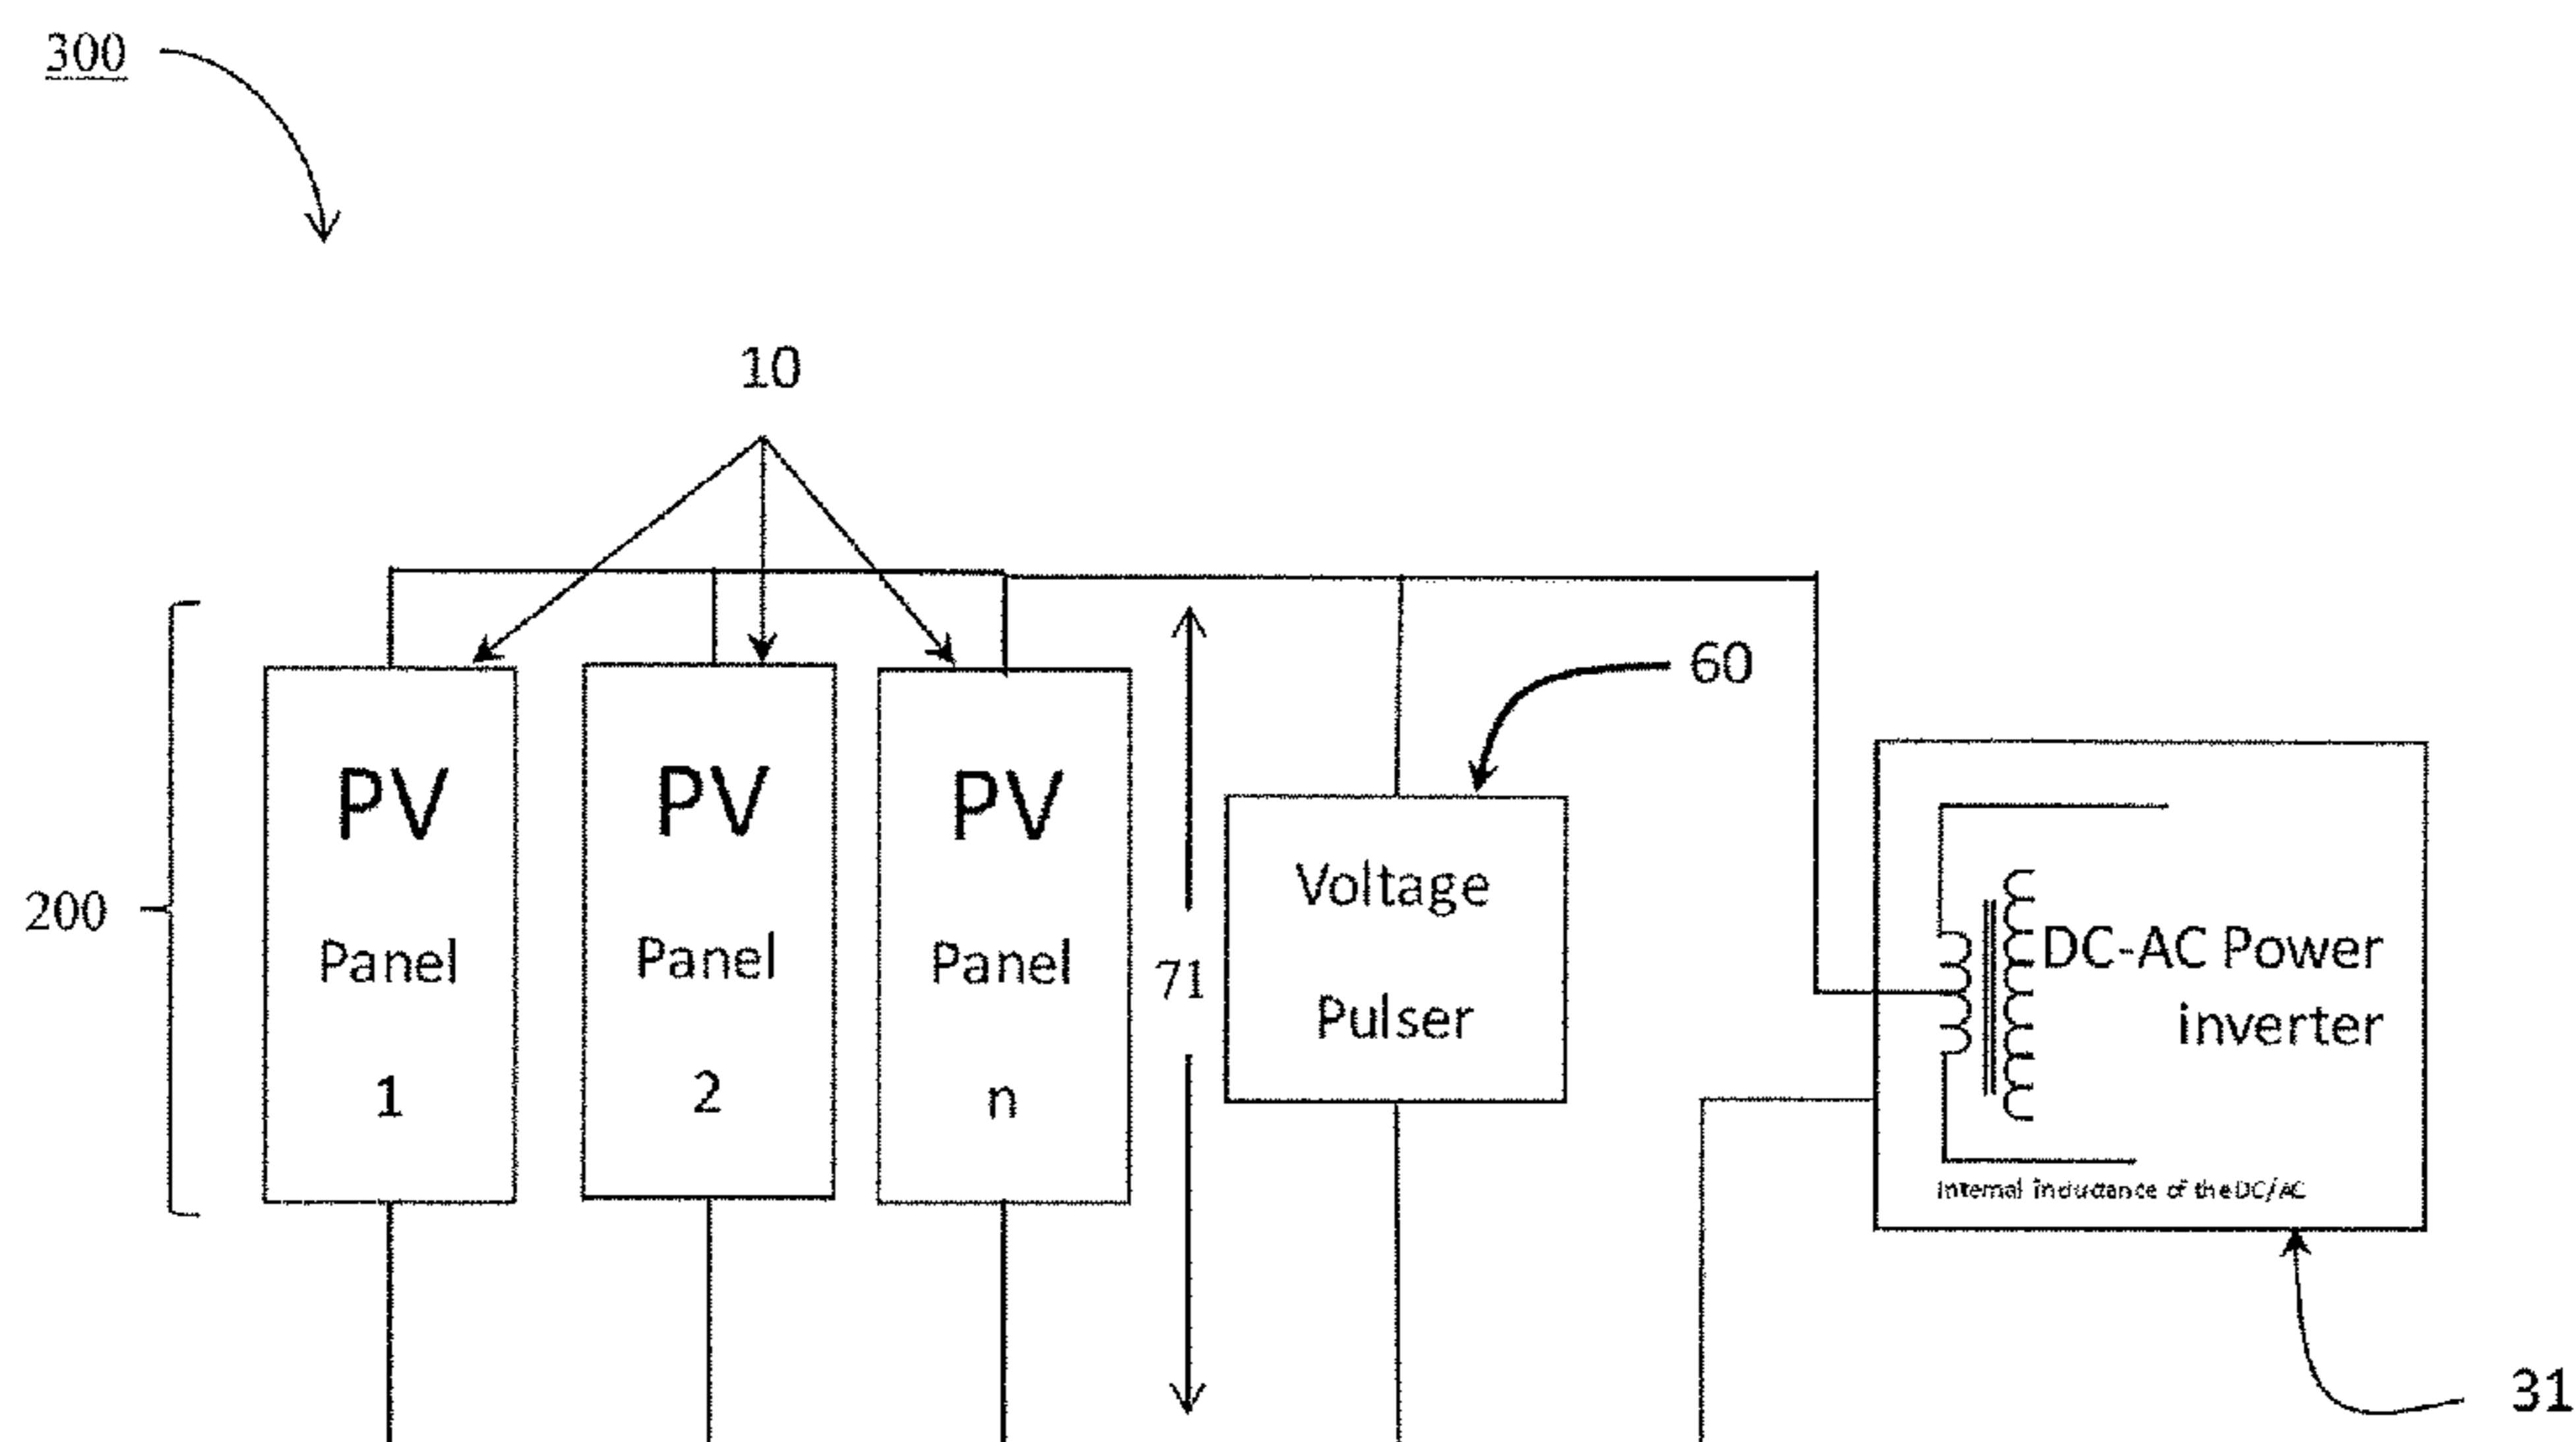 300
10
60
PV
Panel
1
PV
Panel
2
PV
Panel
n
200
71
Voltage
Pulser
DC-AC Power
inverter
Internal Inductance of the DC/AC
31